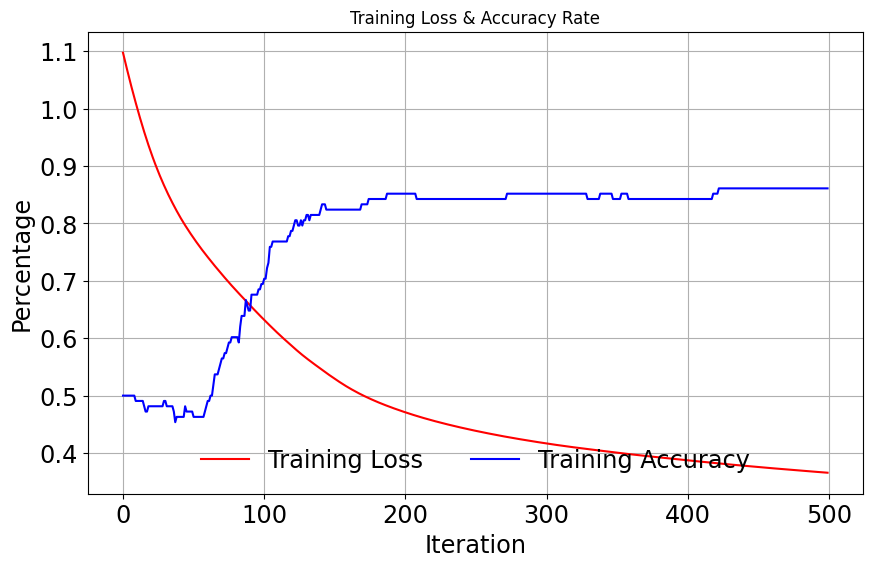 Training Loss & Accuracy Rate
1.1
1.0
0.9
0.8
0.7
0.6
0.5
0.4
Percentage
Training Loss
Training Accuracy
0
100
200
300
400
500
Iteration